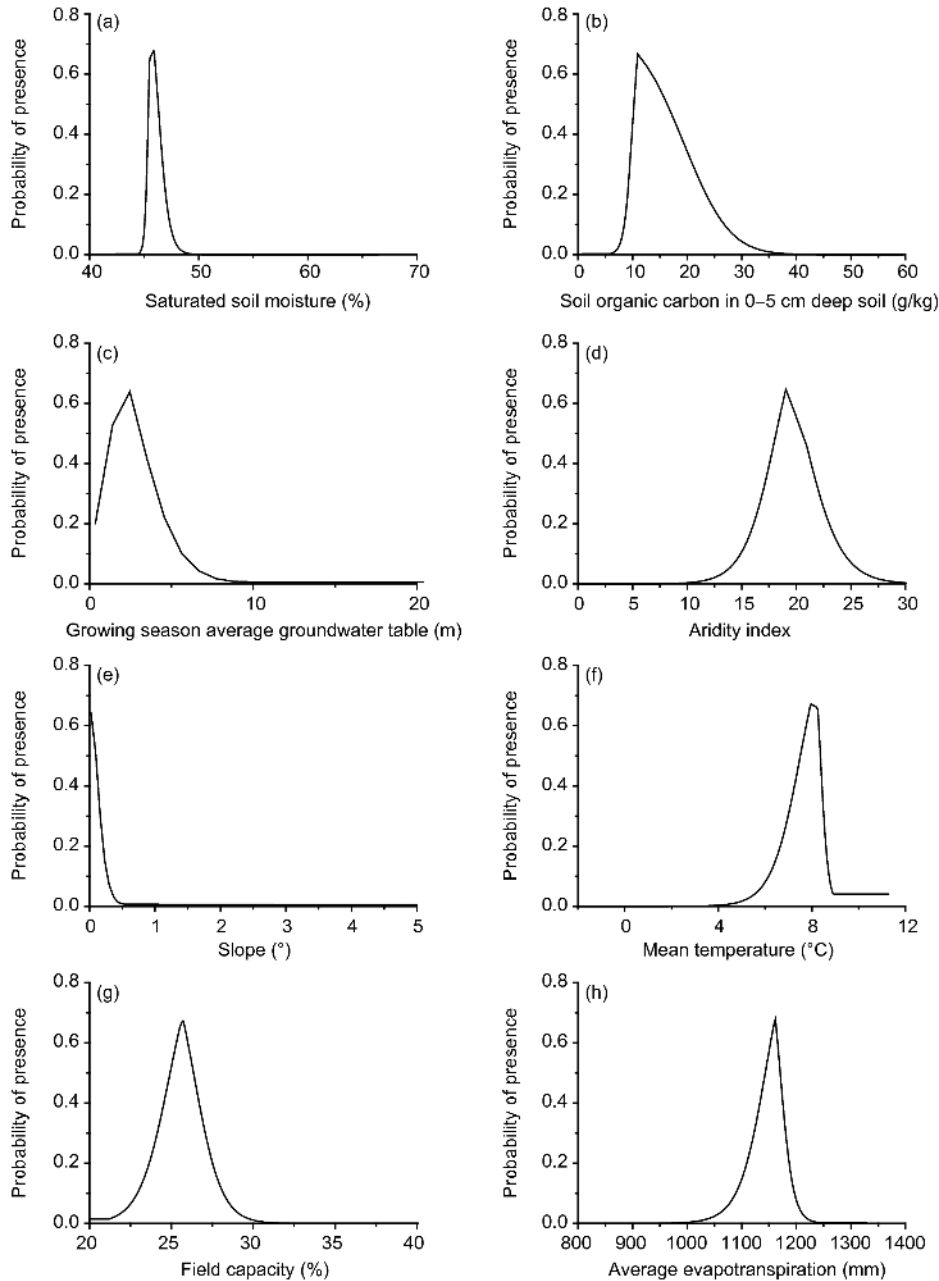 (a)
0.8
0.6
0.4
0.2
0.0
Probability of presence
40 50 60 70
Saturated soil moisture (%)
(b)
0.8
0.6
0.4
0.2
0.0
Probability of presence
0 10 20 30 40 50 60
Soil organic carbon in 0–5 cm deep soil (g/kg)
(c)
0.8
0.6
0.4
0.2
0.0
Probability of presence
0 10 20
Growing season average groundwater table (m)
(d)
0.8
0.6
0.4
0.2
0.0
Probability of presence
0 5 10 15 20 25 30
Aridity index
(e)
0.8
0.6
0.4
0.2
0.0
Probability of presence
0 1 2 3 4 5
Slope (°)
(f)
0.8
0.6
0.4
0.2
0.0
Probability of presence
0 4 8 12
Mean temperature (°C)
(g)
0.8
0.6
0.4
0.2
0.0
Probability of presence
20 25 30 35 40
Field capacity (%)
(h)
0.8
0.6
0.4
0.2
0.0
Probability of presence
800 900 1000 1100 1200 1300 1400
Average evapotranspiration (mm)